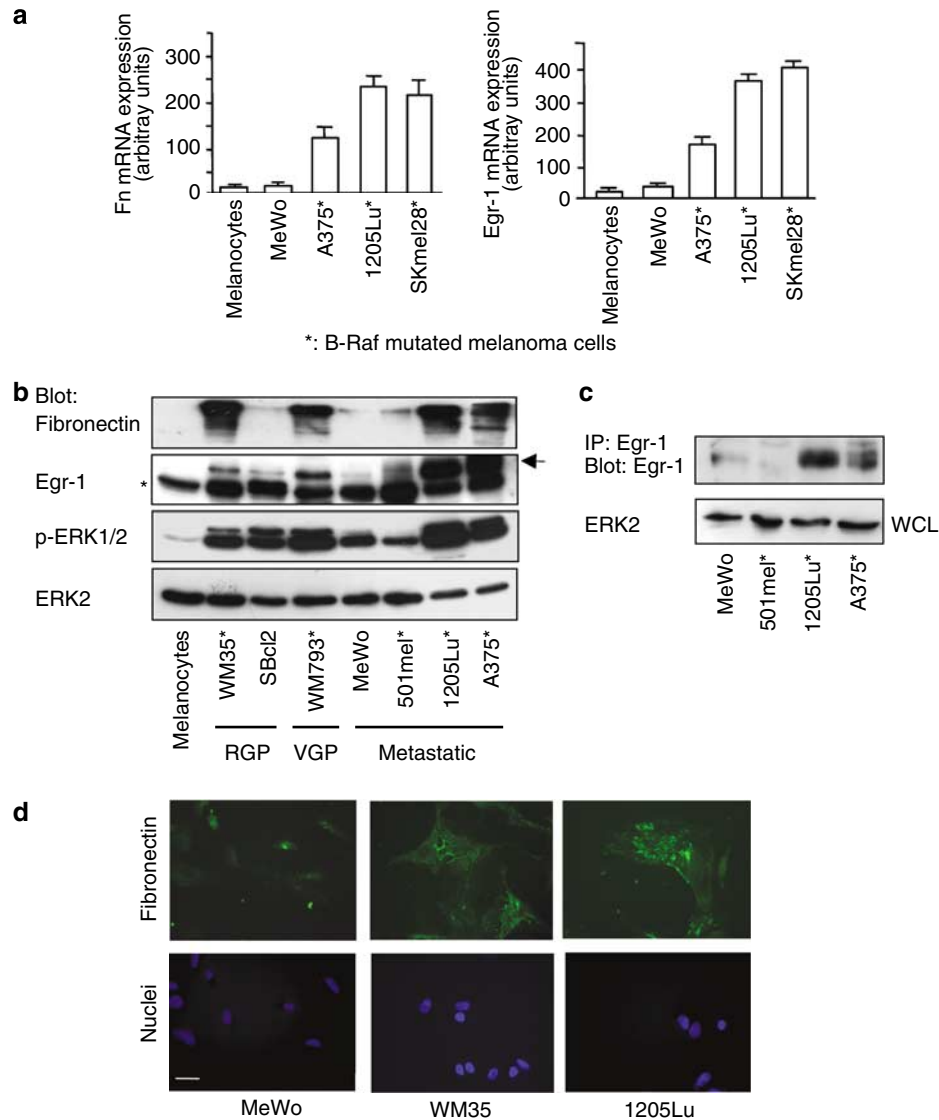 a
Fn mRNA expression
(arbitray units)
300
200
100
0
Melanocytes
MeWo
A375*
1205Lu*
SKmel28*
Egr-1 mRNA expression
(arbitray units)
400
300
200
100
0
Melanocytes
MeWo
A375*
1205Lu*
SKmel28*
*: B-Raf mutated melanoma cells
b
Blot:
Fibronectin
Egr-1
*
p-ERK1/2
ERK2
Melanocytes
WM35*
SBcl2
WM793*
MeWo
501mel*
1205Lu*
A375*
RGP
VGP
Metastatic
c
IP: Egr-1
Blot: Egr-1
ERK2
WCL
MeWo
501mel*
1205Lu*
A375*
d
Fibronectin
Nuclei
MeWo
WM35
1205Lu